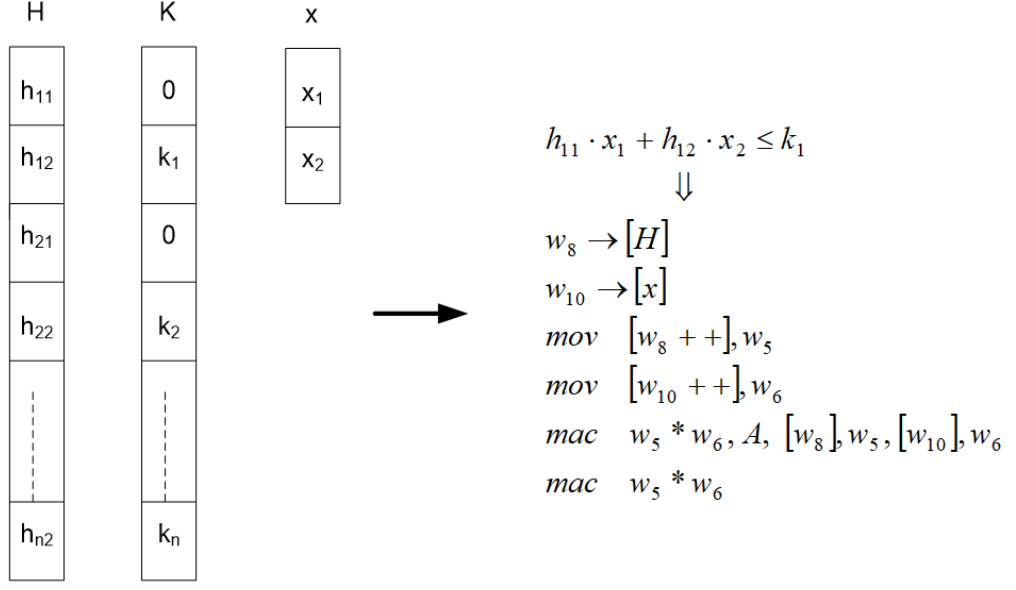 H K x
h₁₁ 0 x₁
h₁₂ k₁ x₂
h₂₁ 0
h₂₂ k₂
hₙ₂ kₙ
h₁₁ · x₁ + h₁₂ · x₂ ≤ k₁
⇓
w₈ → [H]
w₁₀ → [x]
mov [w₈ + +], w₅
mov [w₁₀ + +], w₆
mac w₅ * w₆, A, [w₈], w₅, [w₁₀], w₆
mac w₅ * w₆